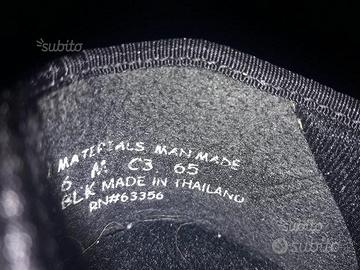 subito
MATERIALS MAN MADE
6 M C3 65
BLK MADE IN THAILAND
RN#63356
subito